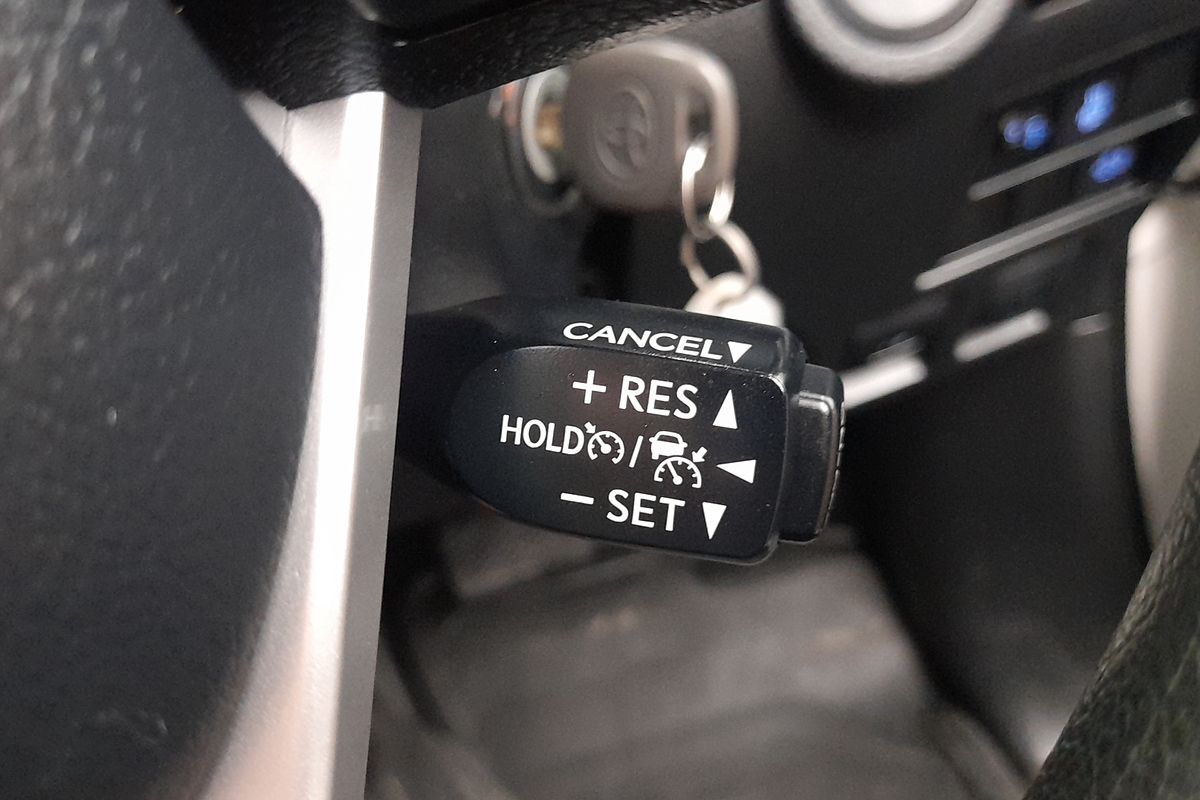 CANCEL▼
+ RES ▲
HOLD / ◀
− SET ▼